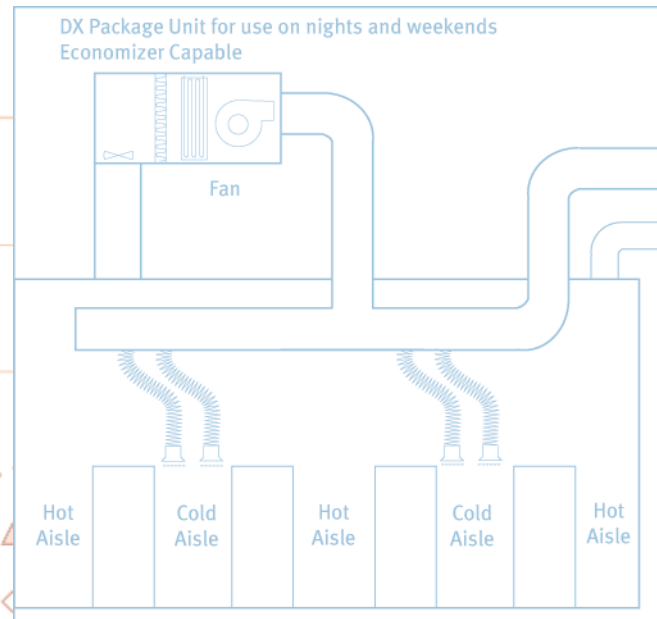 DX Package Unit for use on nights and weekends
Economizer Capable
Fan
Hot
Aisle
Cold
Aisle
Hot
Aisle
Cold
Aisle
Hot
Aisle